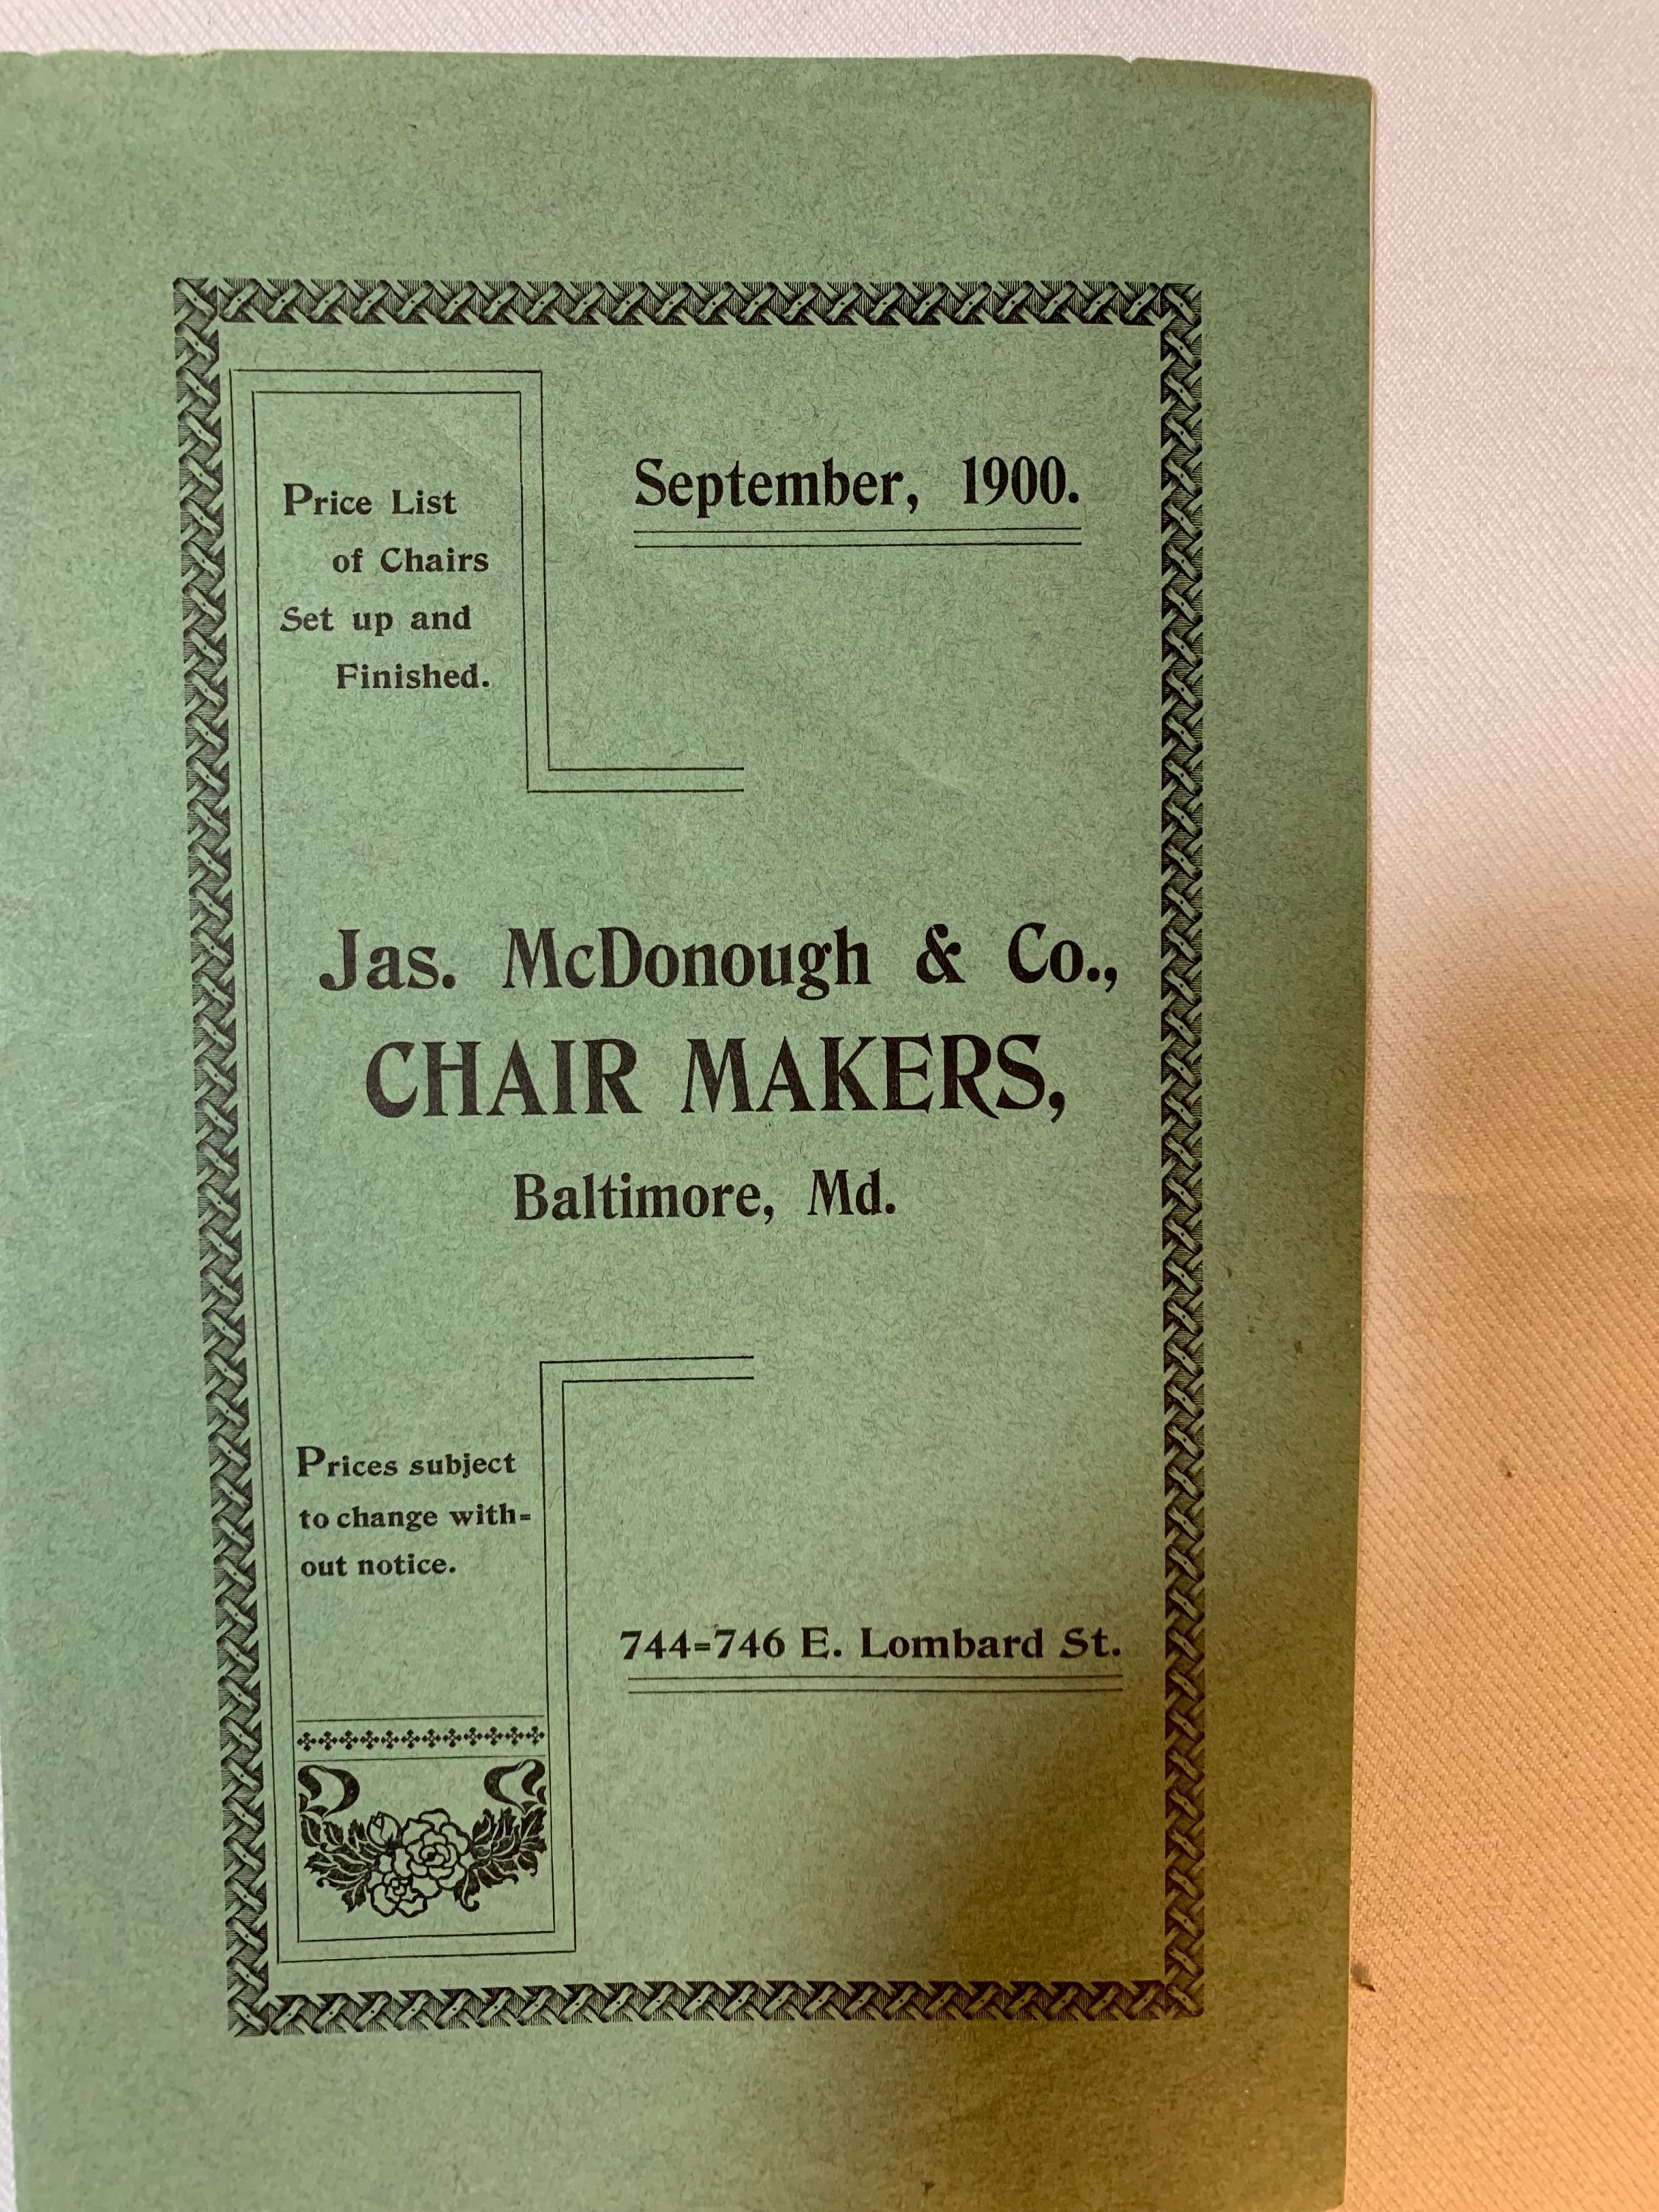 September, 1900.
Price List
of Chairs
Set up and
Finished.
Jas. McDonough & Co.,
CHAIR MAKERS,
Baltimore, Md.
Prices subject
to change with=
out notice.
744=746 E. Lombard St.